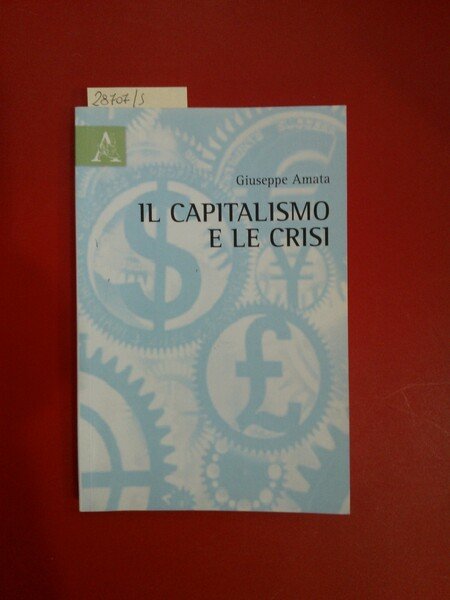 28707/S
A
Giuseppe Amata
IL CAPITALISMO
E LE CRISI